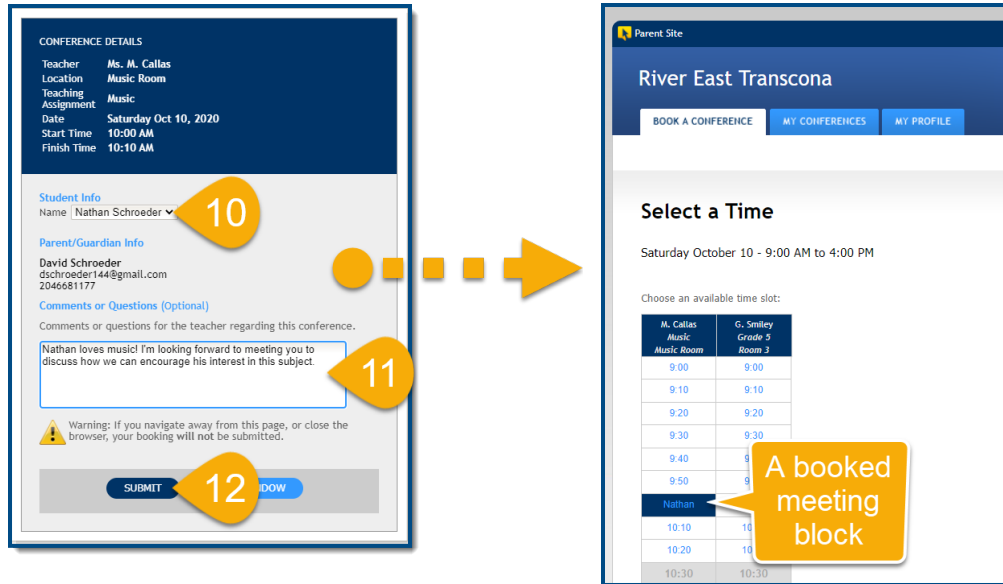 CONFERENCE DETAILS
Teacher Ms. M. Callas
Location Music Room
Teaching Assignment Music
Date Saturday Oct 10, 2020
Start Time 10:00 AM
Finish Time 10:10 AM
Student Info
Name Nathan Schroeder
10
Parent/Guardian Info
David Schroeder
dschroeder144@gmail.com
2046681177
Comments or Questions (Optional)
Comments or questions for the teacher regarding this conference.
Nathan loves music! I'm looking forward to meeting you to
discuss how we can encourage his interest in this subject.
11
Warning: If you navigate away from this page, or close the
browser, your booking will not be submitted.
SUBMIT
12
DOW
Parent Site
River East Transcona
BOOK A CONFERENCE MY CONFERENCES MY PROFILE
Select a Time
Saturday October 10 - 9:00 AM to 4:00 PM
Choose an available time slot:
M. Callas G. Smiley
Music Grade 5
Music Room Room 3
9:00 9:00
9:10 9:10
9:20 9:20
9:30 9:30
9:40 9
9:50 9
Nathan
10:10 10
10:20 10
10:30 10:30
A booked
meeting
block